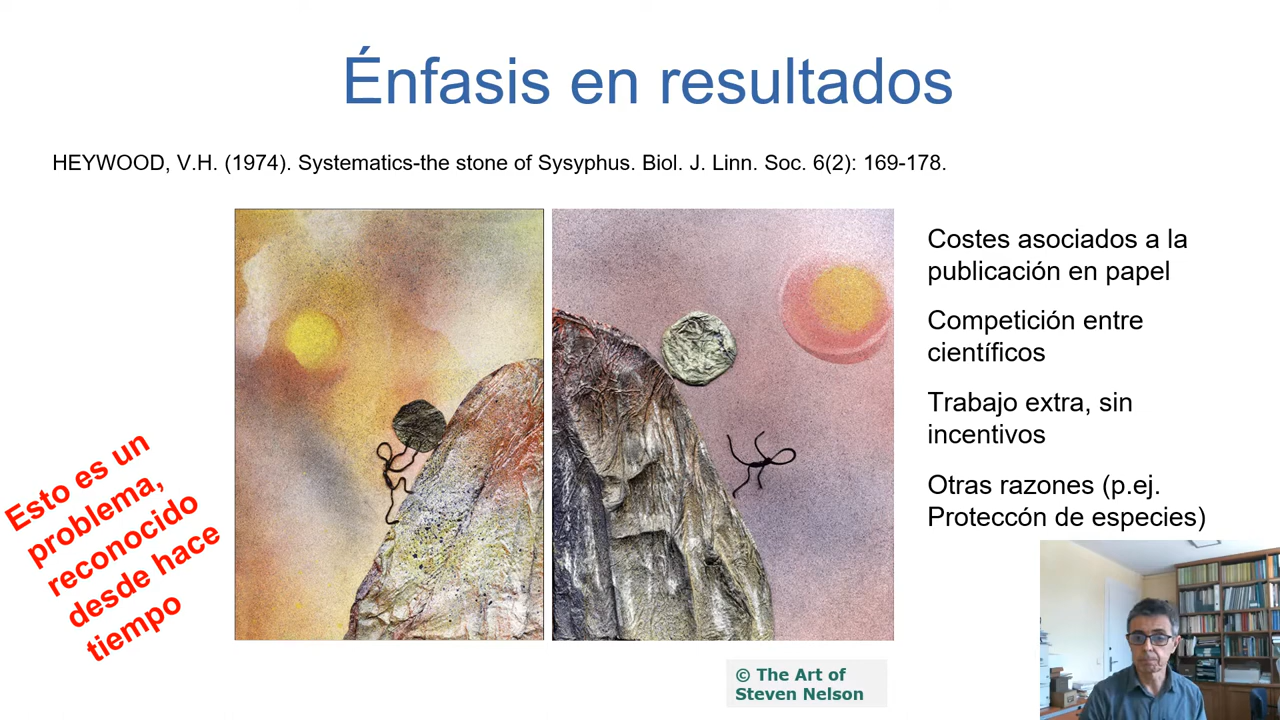 Énfasis en resultados
HEYWOOD, V.H. (1974). Systematics-the stone of Sysyphus. Biol. J. Linn. Soc. 6(2): 169-178.
Costes asociados a la
publicación en papel
Competición entre
científicos
Trabajo extra, sin
incentivos
Otras razones (p.ej.
Proteccón de especies)
Esto es un
problema,
reconocido
desde hace
tiempo
© The Art of
Steven Nelson